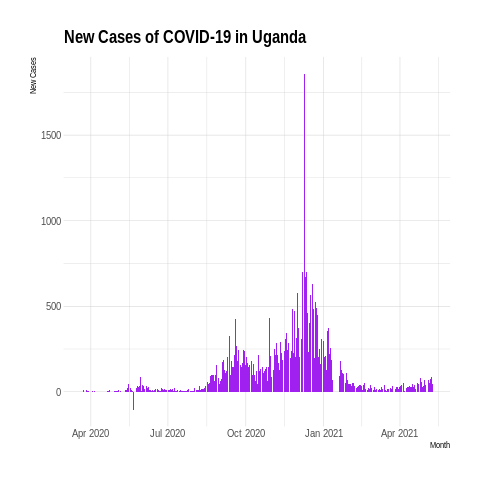 New Cases of COVID-19 in Uganda
New Cases
1500
1000
500
0
Apr 2020 Jul 2020 Oct 2020 Jan 2021 Apr 2021
Month